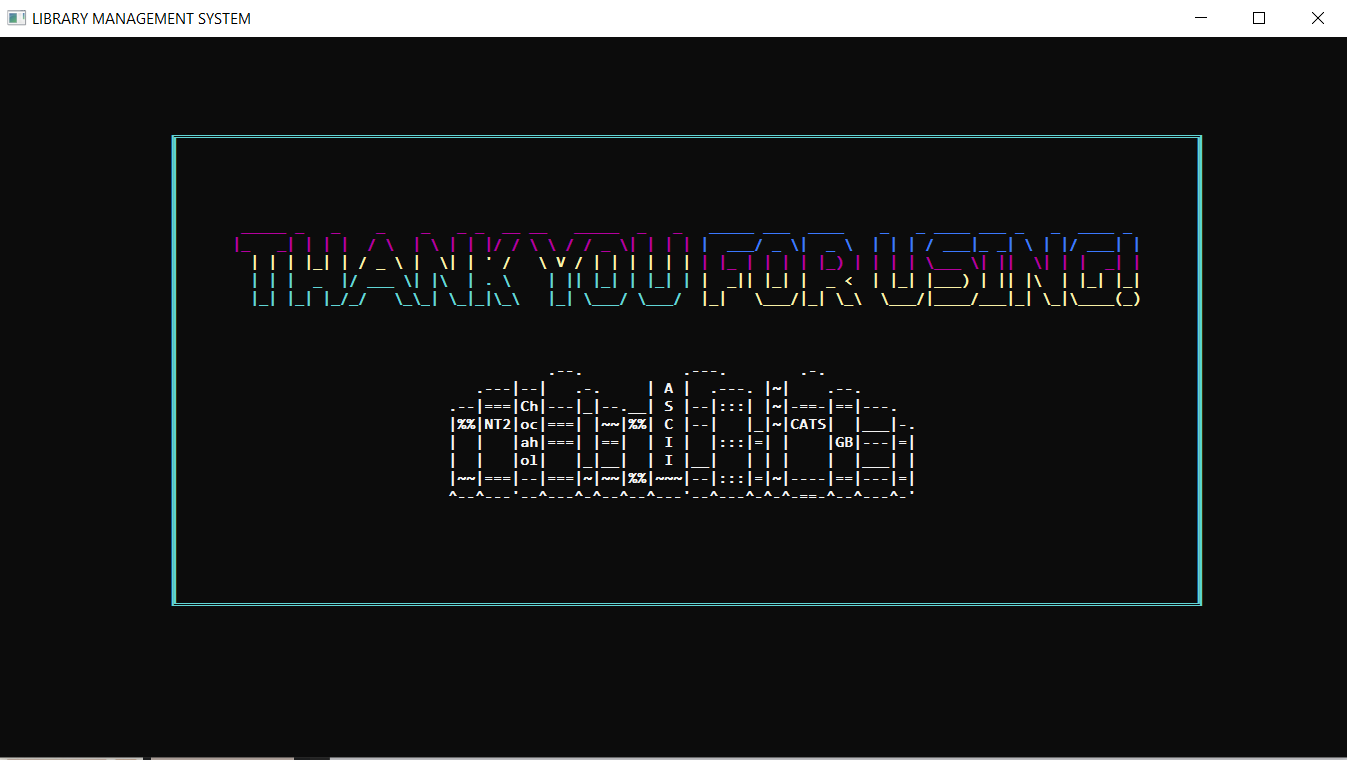 LIBRARY MANAGEMENT SYSTEM
THANK YOU FOR USING!
A
S
C
I
I
NT2
Ch
oc
ah
ol
CATS
GB